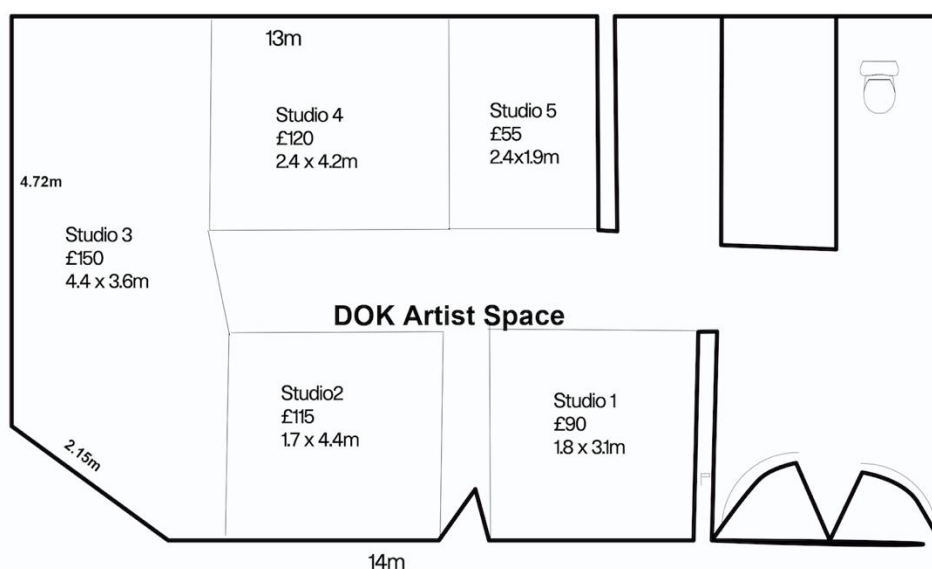 13m
Studio 4
£120
2.4 x 4.2m
Studio 5
£55
2.4x1.9m
4.72m
Studio 3
£150
4.4 x 3.6m
DOK Artist Space
Studio2
£115
1.7 x 4.4m
Studio 1
£90
1.8 x 3.1m
2.15m
14m